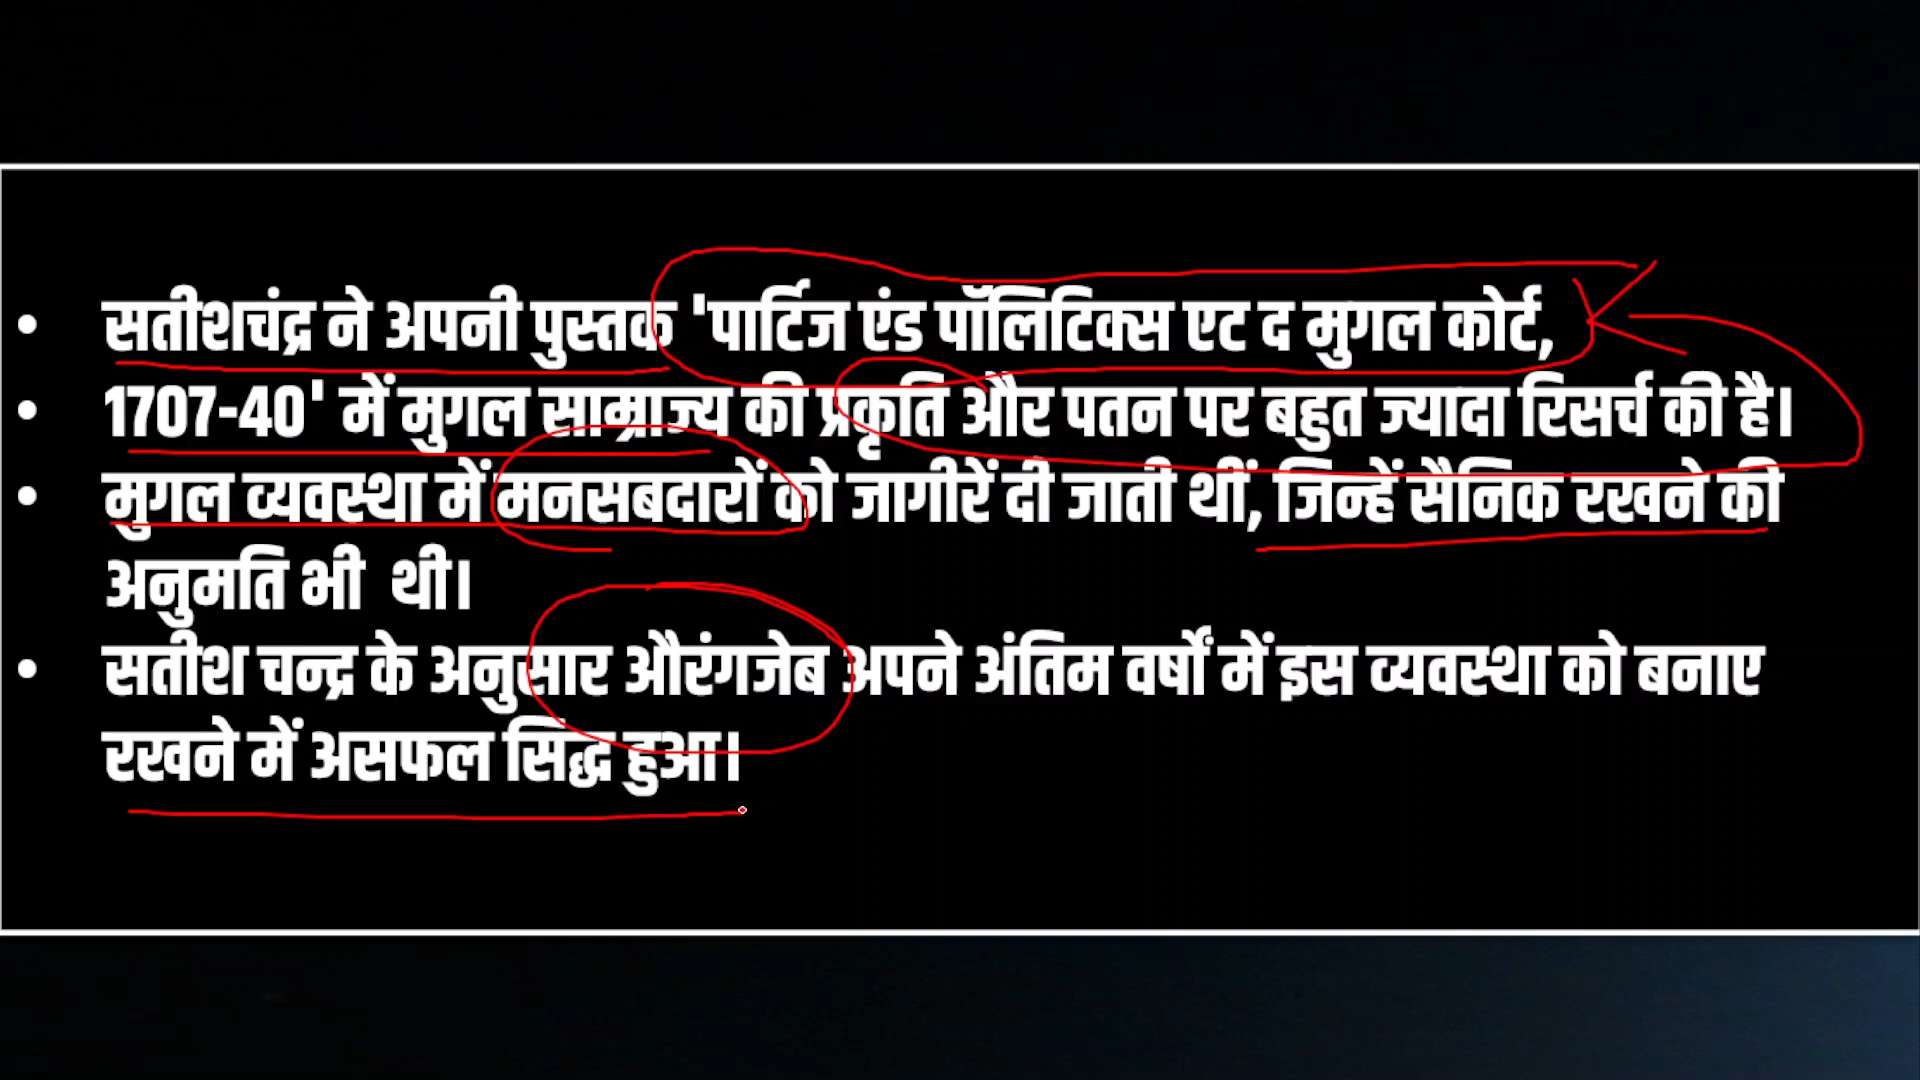 • सतीशचंद्र ने अपनी पुस्तक 'पार्टिज एंड पॉलिटिक्स एट द मुगल कोर्ट,
• 1707-40' में मुगल साम्राज्य की प्रकृति और पतन पर बहुत ज्यादा रिसर्च की है।
• मुगल व्यवस्था में मनसबदारों को जागीरें दी जाती थीं, जिन्हें सैनिक रखने की
अनुमति भी थी।
• सतीश चन्द्र के अनुसार औरंगजेब अपने अंतिम वर्षों में इस व्यवस्था को बनाए
रखने में असफल सिद्ध हुआ।